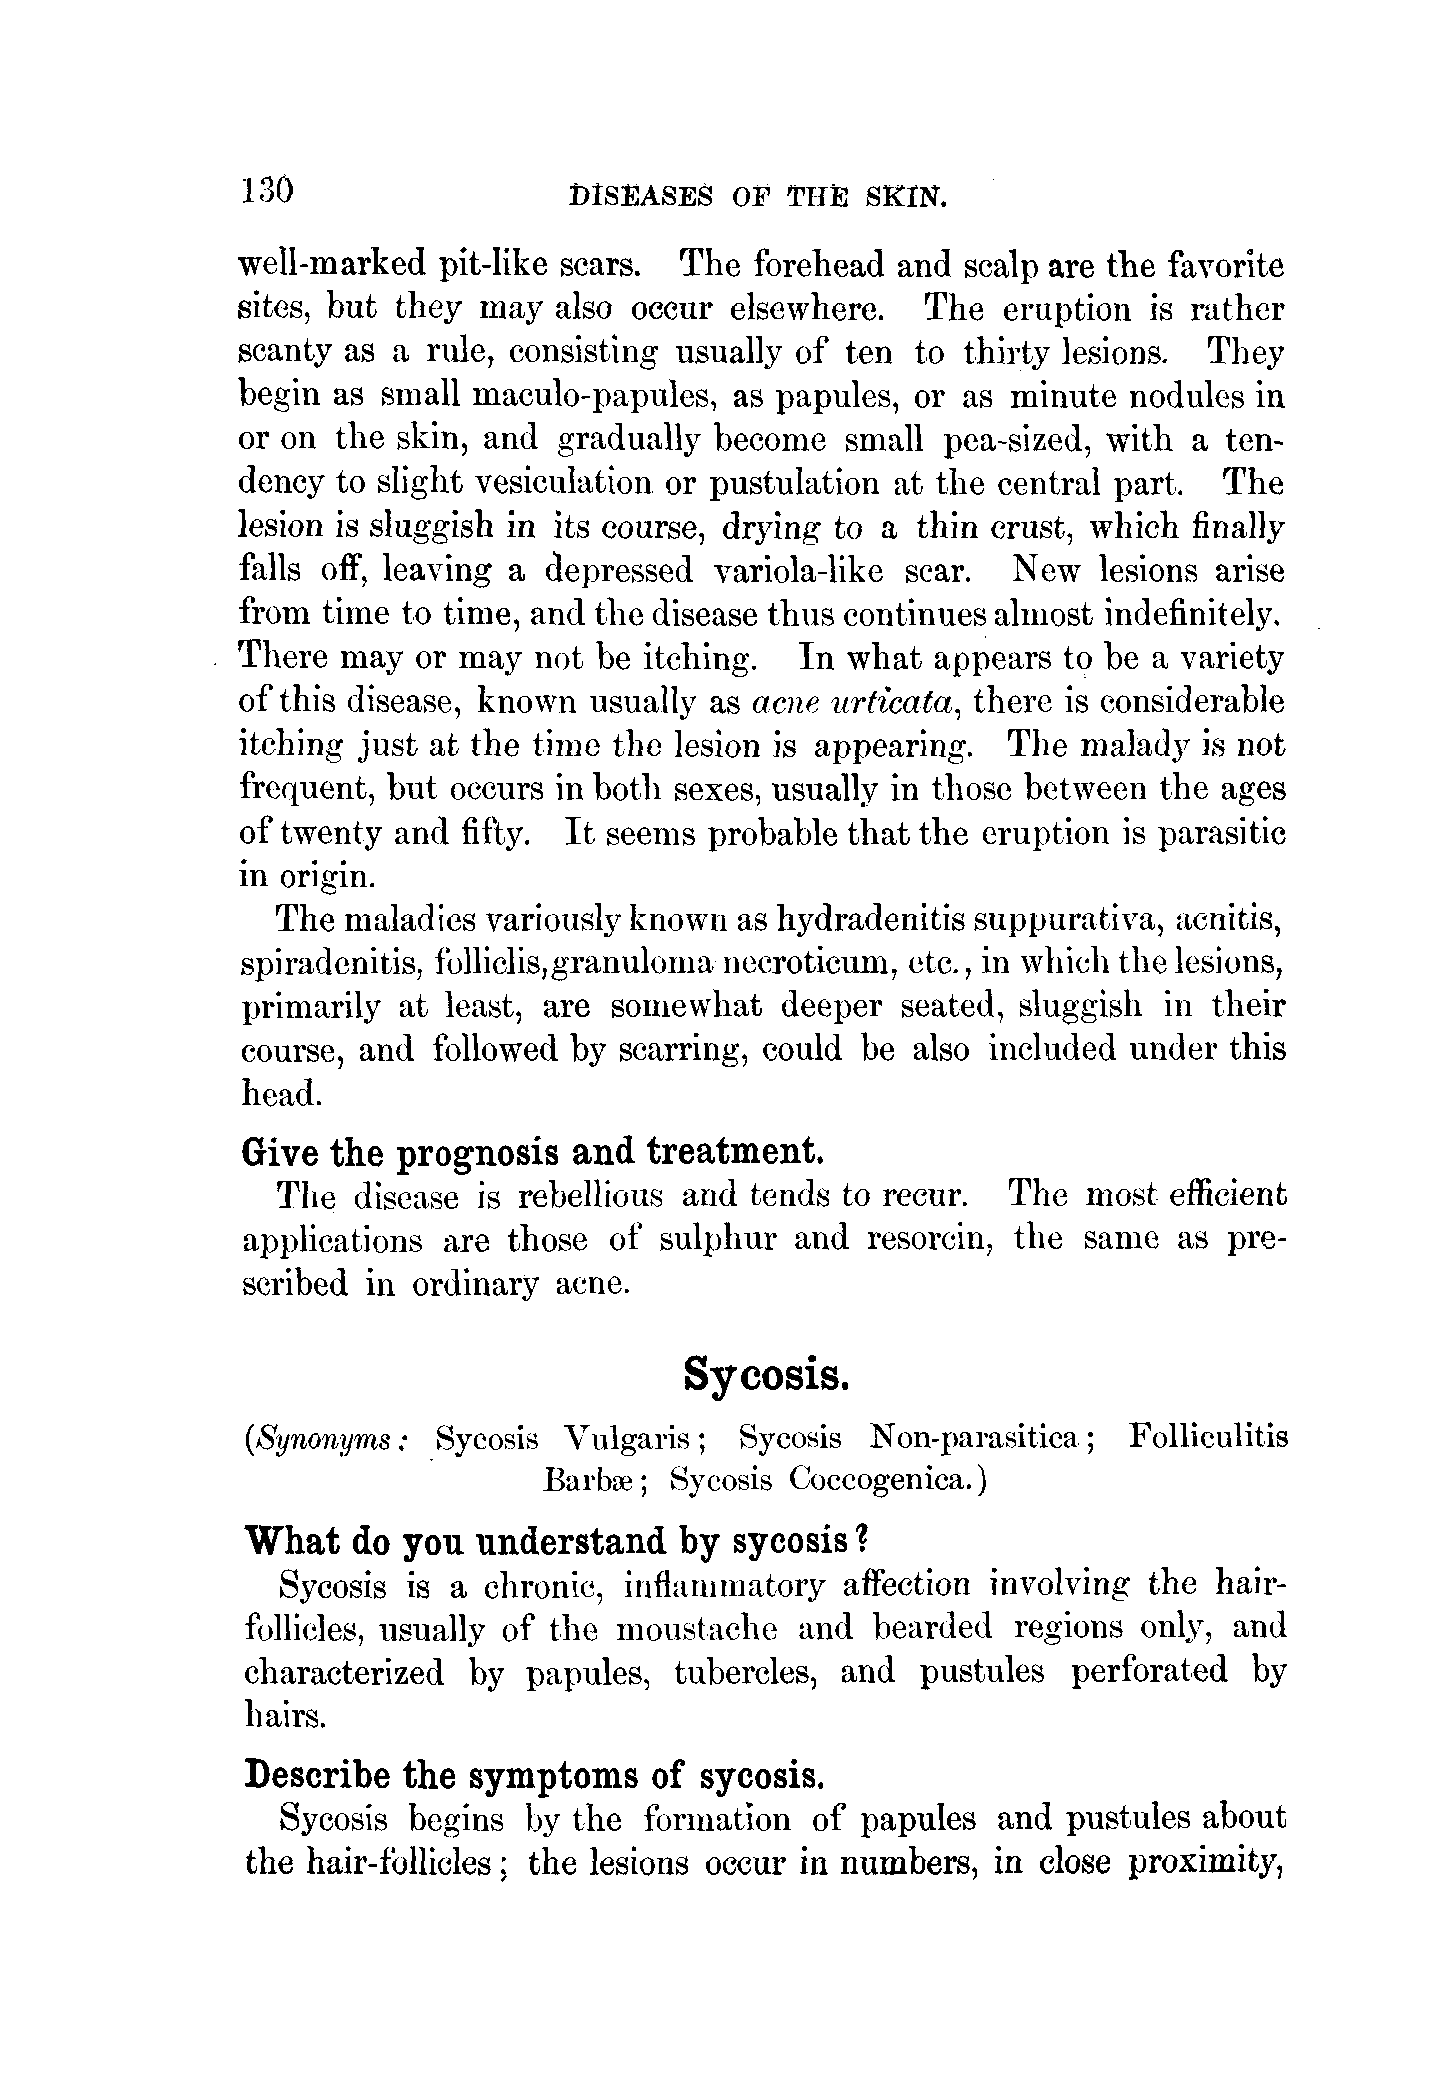 130 DISEASES OF THE SKIN.
well-marked pit-like scars. The forehead and scalp are the favorite
sites, but they may also occur elsewhere. The eruption is rather
scanty as a rule, consisting usually of ten to thirty lesions. They
begin as small maculo-papules, as papules, or as minute nodules in
or on the skin, and gradually become small pea-sized, with a ten-
dency to slight vesiculation or pustulation at the central part. The
lesion is sluggish in its course, drying to a thin crust, which finally
falls off, leaving a depressed variola-like scar. New lesions arise
from time to time, and the disease thus continues almost indefinitely.
There may or may not be itching. In what appears to be a variety
of this disease, known usually as acne urticata, there is considerable
itching just at the time the lesion is appearing. The malady is not
frequent, but occurs in both sexes, usually in those between the ages
of twenty and fifty. It seems probable that the eruption is parasitic
in origin.
The maladies variously known as hydradenitis suppurativa, acnitis,
spiradenitis, folliclis, granuloma necroticum, etc., in which the lesions,
primarily at least, are somewhat deeper seated, sluggish in their
course, and followed by scarring, could be also included under this
head.
Give the prognosis and treatment.
The disease is rebellious and tends to recur. The most efficient
applications are those of sulphur and resorcin, the same as pre-
scribed in ordinary acne.
Sycosis.
(Synonyms: Sycosis Vulgaris; Sycosis Non-parasitica; Folliculitis
Barbæ; Sycosis Coccogenica.)
What do you understand by sycosis?
Sycosis is a chronic, inflammatory affection involving the hair-
follicles, usually of the moustache and bearded regions only, and
characterized by papules, tubercles, and pustules perforated by
hairs.
Describe the symptoms of sycosis.
Sycosis begins by the formation of papules and pustules about
the hair-follicles; the lesions occur in numbers, in close proximity,